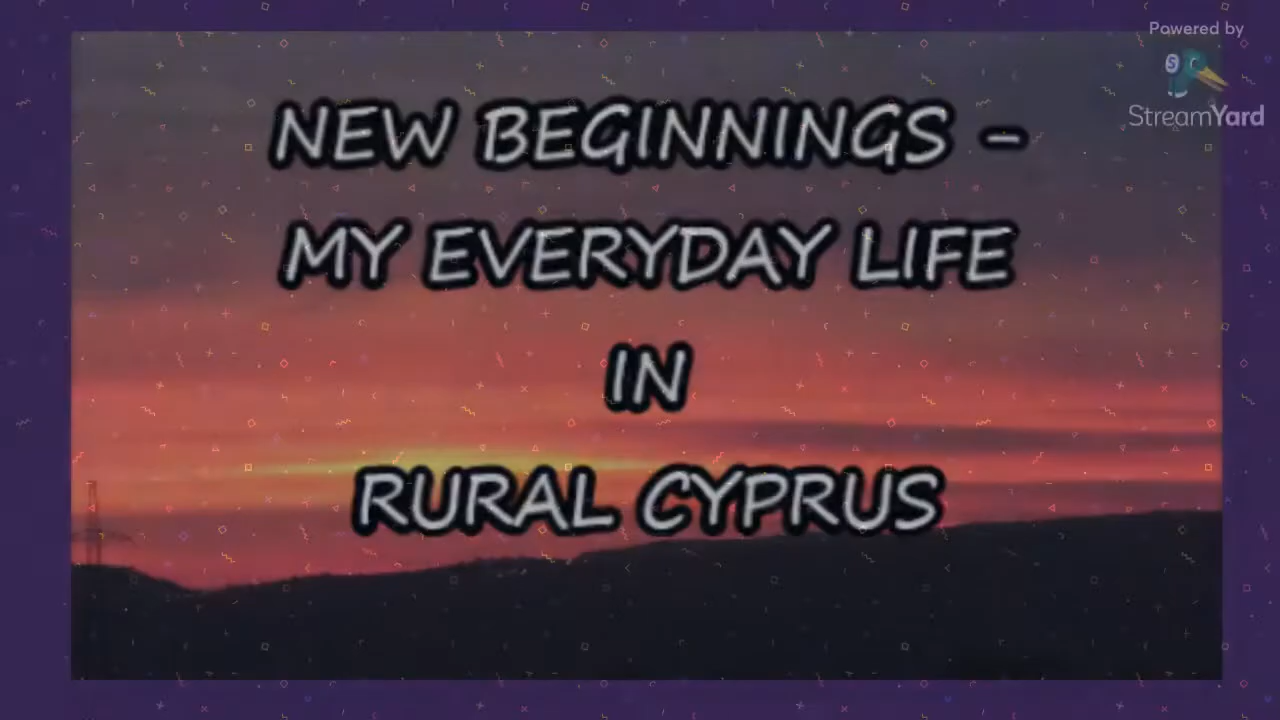 Powered by
StreamYard
NEW BEGINNINGS -
MY EVERYDAY LIFE
IN
RURAL CYPRUS